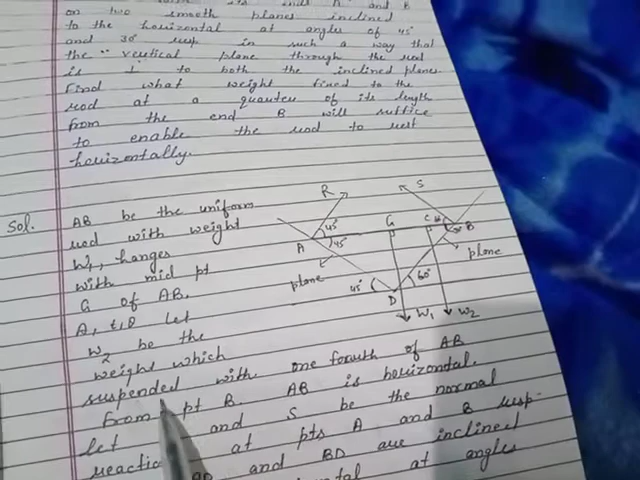 on two smooth planes inclined
to the horizontal at angles of 45°
and 30° resp in such a way that
the vertical plane through the rod
is ⊥ to both the inclined planes
Find what weight fixed to the
rod at a quarter of its length
from the end B will suffice
to enable the rod to rest
horizontally.
Sol. AB be the uniform
rod with weight
W₁, hangs
with mid pt
G of AB.
A, let
W₂ be the
weight which
suspended with one fourth of AB
from pt B. AB is horizontal.
let and S be the normal
at pts A and B resp-
and BD are inclined
at angles
R
S
A
45°
45°
G
C
B
plane
plane
45°
60°
D
W₁
W₂